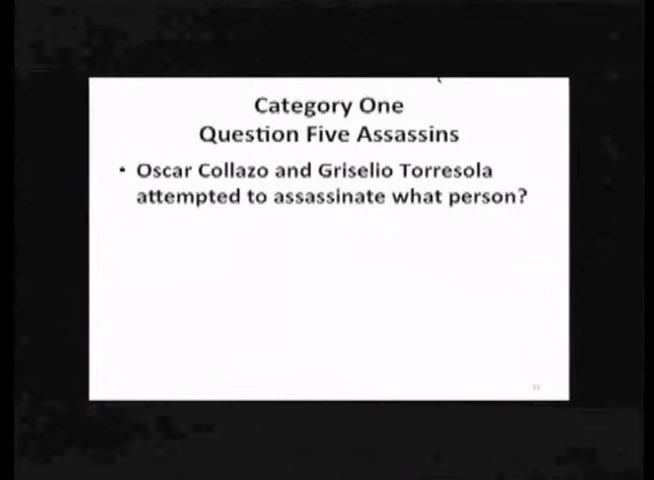 Category One
Question Five Assassins
• Oscar Collazo and Griselio Torresola
attempted to assassinate what person?